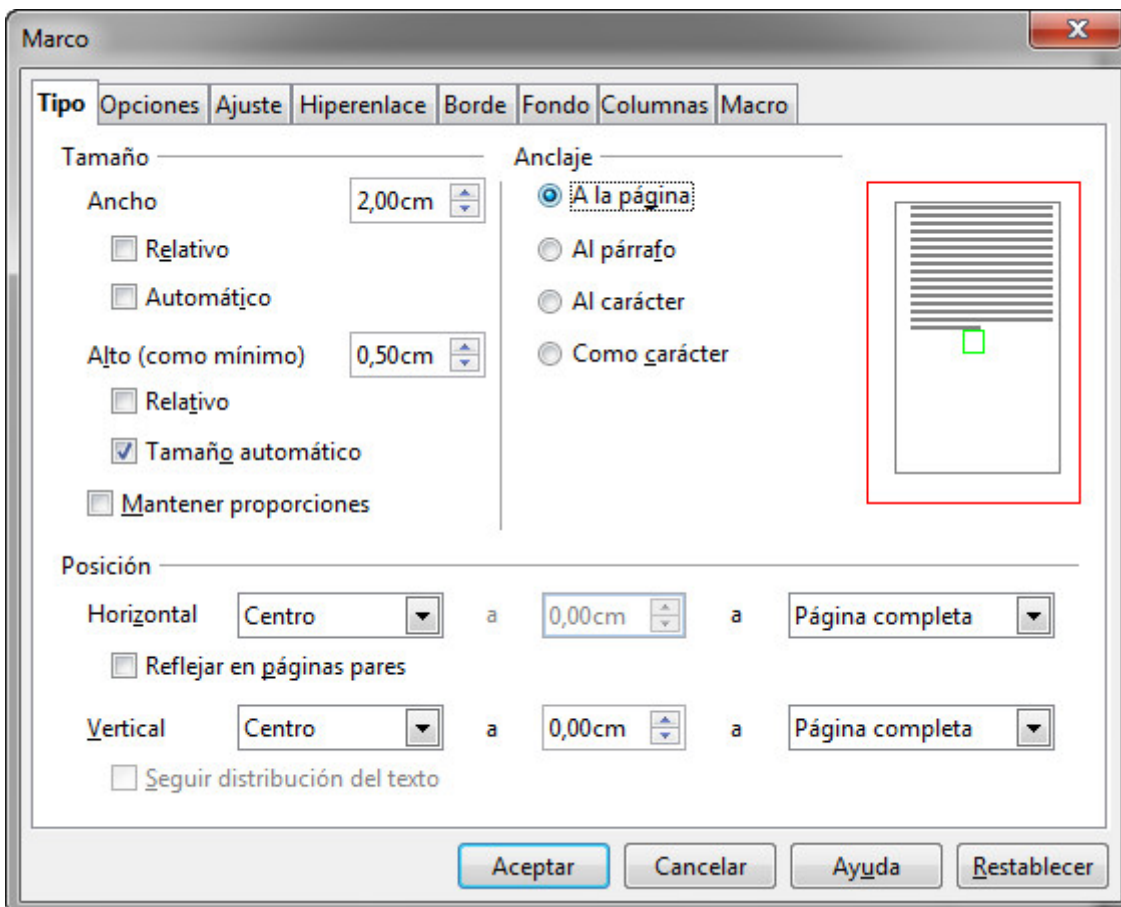 Marco
Tipo Opciones Ajuste Hiperenlace Borde Fondo Columnas Macro
Tamaño
Ancho 2,00cm
Relativo
Automático
Alto (como mínimo) 0,50cm
Relativo
Tamaño automático
Mantener proporciones
Anclaje
A la página
Al párrafo
Al carácter
Como carácter
Posición
Horizontal Centro a 0,00cm a Página completa
Reflejar en páginas pares
Vertical Centro a 0,00cm a Página completa
Seguir distribución del texto
Aceptar Cancelar Ayuda Restablecer